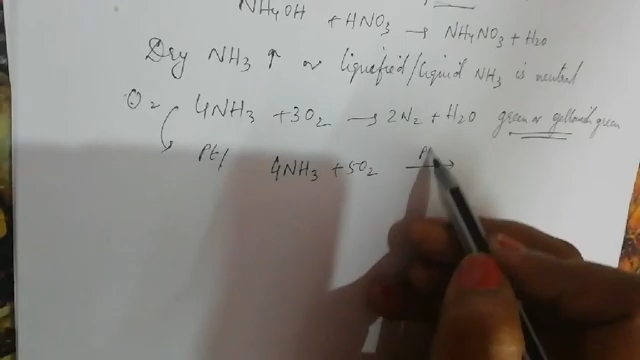 NH4OH + HNO3 → NH4NO3 + H2O
Dry NH3 ↑ or liquefied/liquid NH3 is neutral
O2 4NH3 + 3O2 → 2N2 + H2O green or yellowish green
Pt/ 4NH3 + 5O2 →